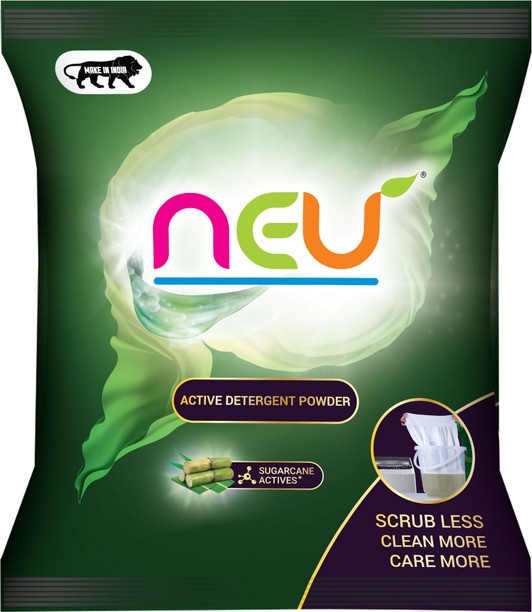 MAKE IN INDIA
neu®
ACTIVE DETERGENT POWDER
SUGARCANE
ACTIVES*
SCRUB LESS
CLEAN MORE
CARE MORE